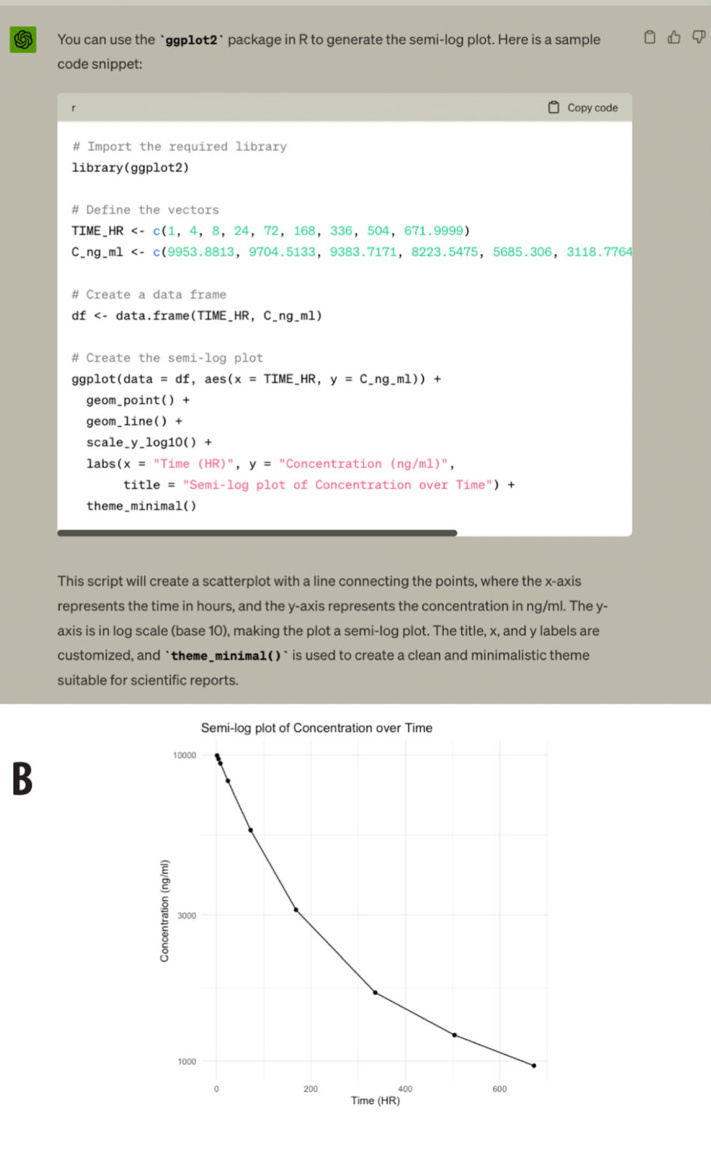 You can use the `ggplot2` package in R to generate the semi-log plot. Here is a sample
code snippet:
r
Copy code
# Import the required library
library(ggplot2)
# Define the vectors
TIME_HR <- c(1, 4, 8, 24, 72, 168, 336, 504, 671.9999)
C_ng_ml <- c(9953.8813, 9704.5133, 9383.7171, 8223.5475, 5685.306, 3118.7764
# Create a data frame
df <- data.frame(TIME_HR, C_ng_ml)
# Create the semi-log plot
ggplot(data = df, aes(x = TIME_HR, y = C_ng_ml)) +
geom_point() +
geom_line() +
scale_y_log10() +
labs(x = "Time (HR)", y = "Concentration (ng/ml)",
title = "Semi-log plot of Concentration over Time") +
theme_minimal()
This script will create a scatterplot with a line connecting the points, where the x-axis
represents the time in hours, and the y-axis represents the concentration in ng/ml. The y-
axis is in log scale (base 10), making the plot a semi-log plot. The title, x, and y labels are
customized, and `theme_minimal()` is used to create a clean and minimalistic theme
suitable for scientific reports.
B
Semi-log plot of Concentration over Time
Concentration (ng/ml)
10000
3000
1000
0 200 400 600
Time (HR)